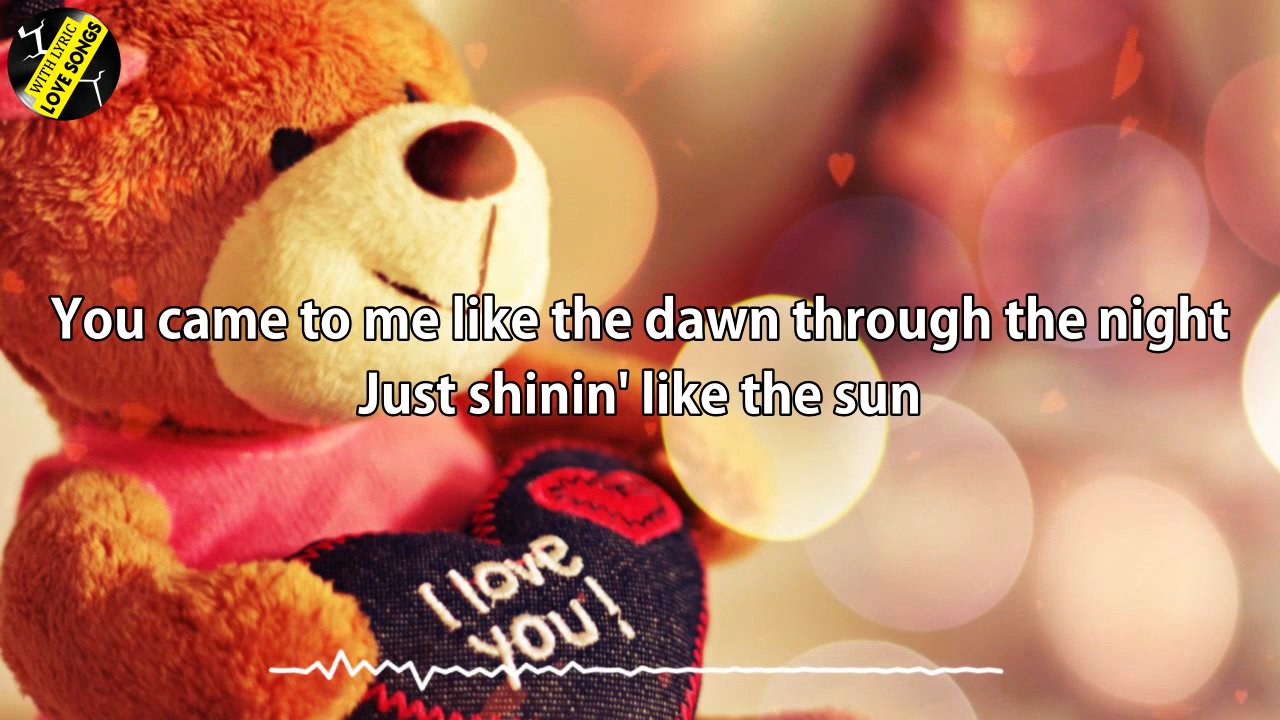 WITH LYRIC
LOVE SONGS
You came to me like the dawn through the night
Just shinin' like the sun
I love
you!